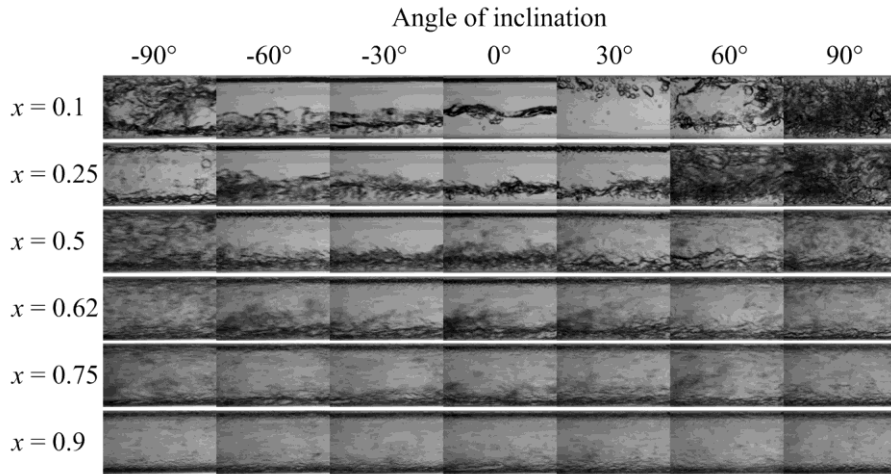 Angle of inclination
-90° -60° -30° 0° 30° 60° 90°
x = 0.1
x = 0.25
x = 0.5
x = 0.62
x = 0.75
x = 0.9